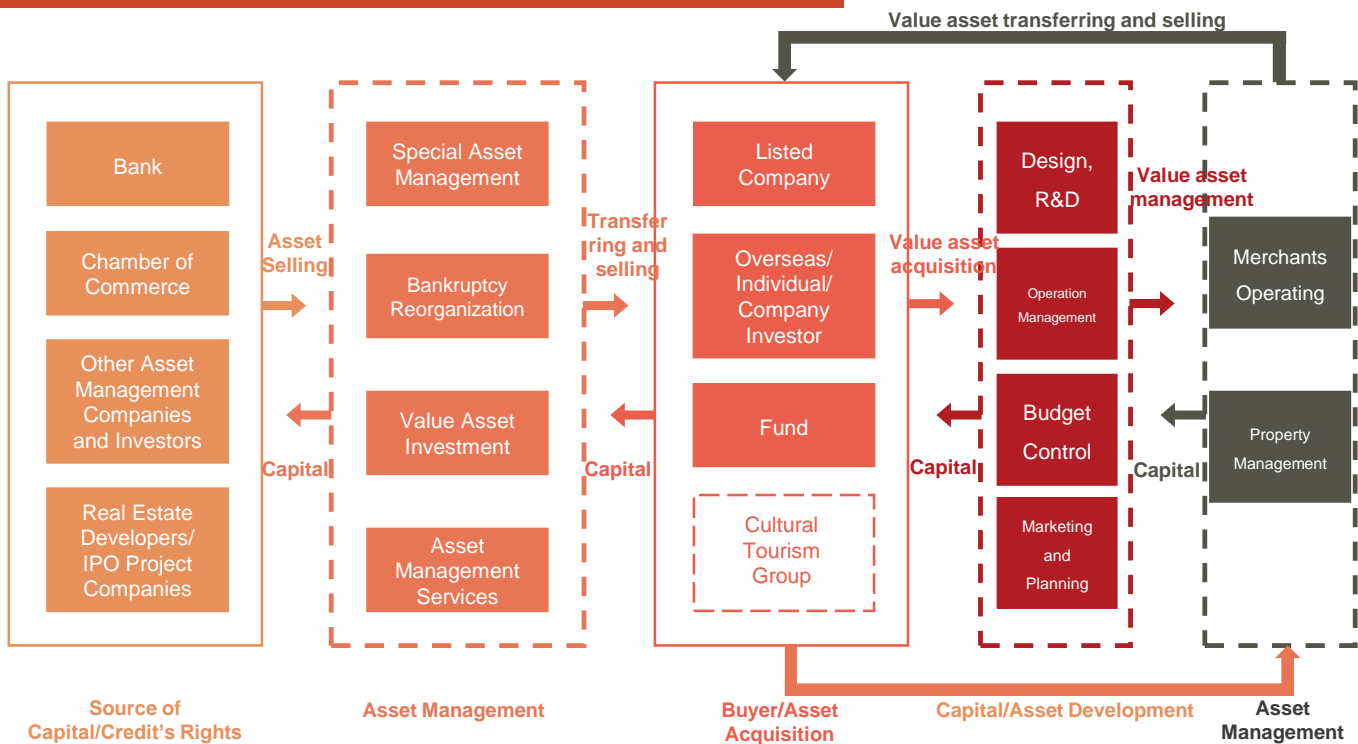 Value asset transferring and selling
Bank
Chamber of
Commerce
Other Asset
Management
Companies
and Investors
Real Estate
Developers/
IPO Project
Companies
Asset
Selling
Capital
Special Asset
Management
Bankruptcy
Reorganization
Value Asset
Investment
Asset
Management
Services
Transfer
ring and
selling
Capital
Listed
Company
Overseas/
Individual/
Company
Investor
Fund
Cultural
Tourism
Group
Value asset
acquisition
Capital
Design,
R&D
Operation
Management
Budget
Control
Marketing
and
Planning
Value asset
management
Capital
Merchants
Operating
Property
Management
Source of
Capital/Credit's Rights
Asset Management
Buyer/Asset
Acquisition
Capital/Asset Development
Asset
Management